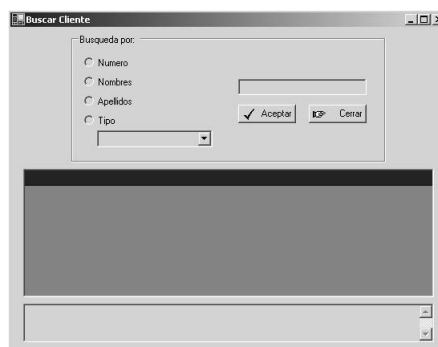 Buscar Cliente
Busqueda por:
Numero
Nombres
Apellidos
Tipo
Aceptar
Cerrar